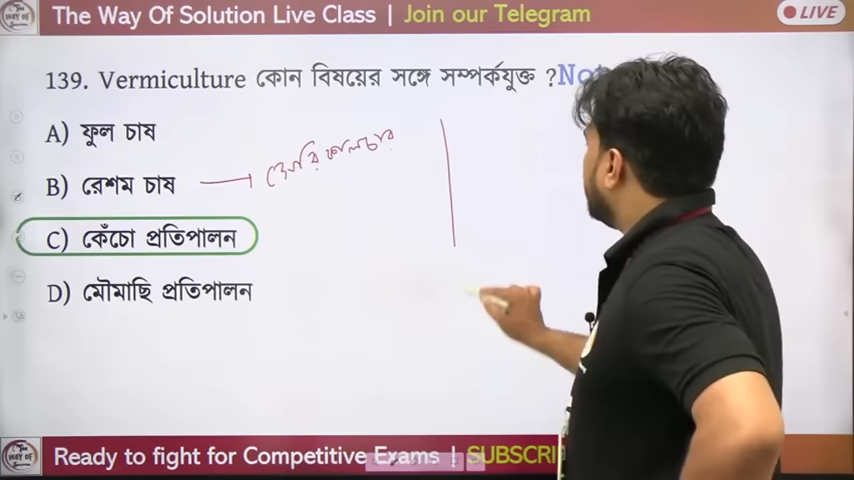 The Way Of Solution Live Class | Join our Telegram
LIVE
139. Vermiculture কোন বিষয়ের সঙ্গে সম্পর্কযুক্ত ?
A) ফুল চাষ
B) রেশম চাষ
C) কেঁচো প্রতিপালন
D) মৌমাছি প্রতিপালন
Ready to fight for Competitive Exams | SUBSCRI